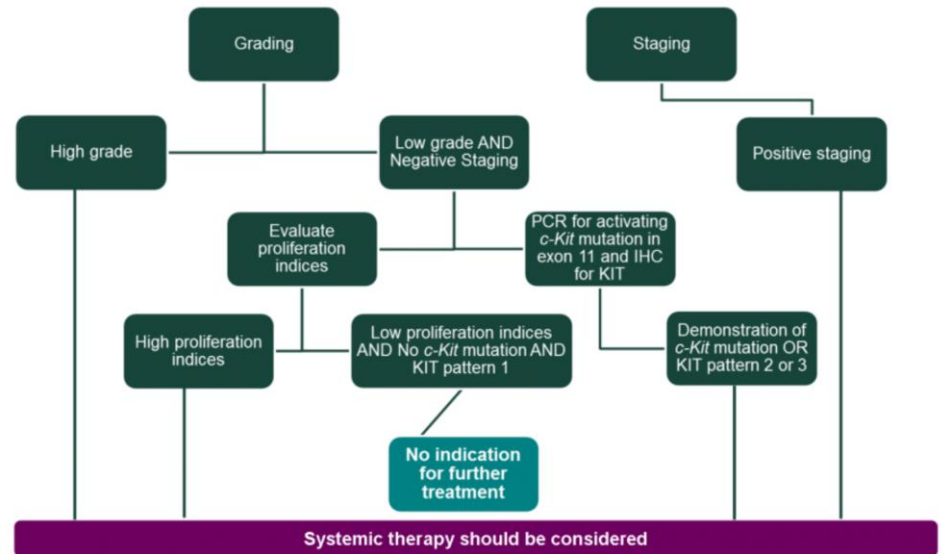 Grading
Staging
High grade
Low grade AND
Negative Staging
Positive staging
Evaluate
proliferation
indices
PCR for activating
c-Kit mutation in
exon 11 and IHC
for KIT
High proliferation
indices
Low proliferation indices
AND No c-Kit mutation AND
KIT pattern 1
Demonstration of
c-Kit mutation OR
KIT pattern 2 or 3
No indication
for further
treatment
Systemic therapy should be considered